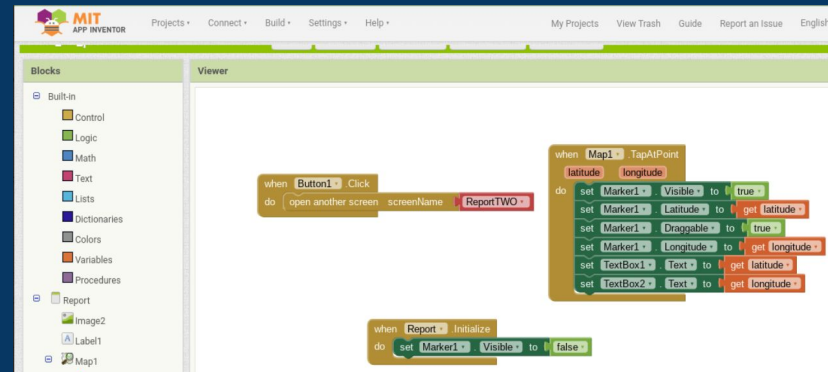 MIT
APP INVENTOR
Projects Connect Build Settings Help My Projects View Trash Guide Report an Issue English
Blocks
Viewer
Built-in
Control
Logic
Math
Text
Lists
Dictionaries
Colors
Variables
Procedures
Report
Image2
Label1
Map1
when Button1 .Click
do open another screen screenName ReportTWO
when Map1 .TapAtPoint
latitude longitude
do set Marker1 . Visible to true
set Marker1 . Latitude to get latitude
set Marker1 . Draggable to true
set Marker1 . Longitude to get longitude
set TextBox1 . Text to get latitude
set TextBox2 . Text to get longitude
when Report .Initialize
do set Marker1 . Visible to false